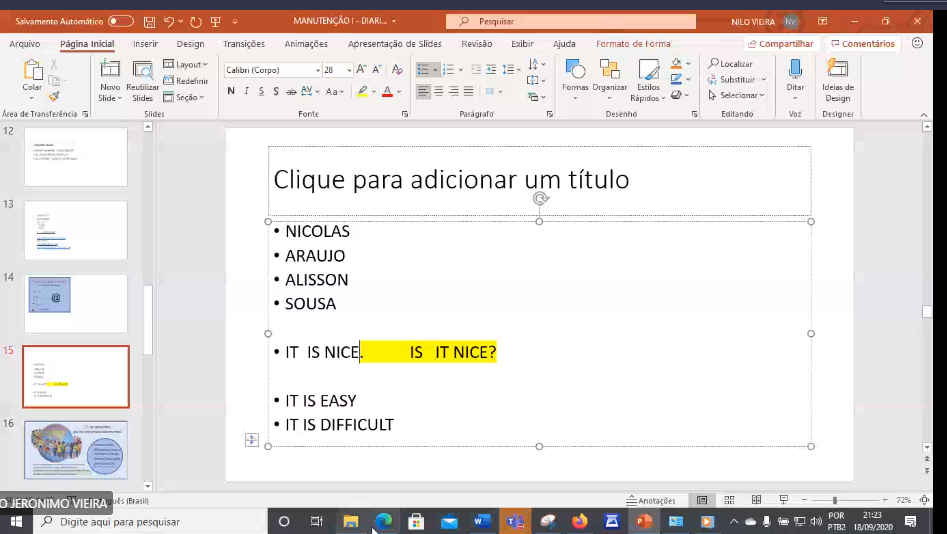 Salvamento Automático
MANUTENÇÃO I - DIARI...
Pesquisar
NILO VIEIRA
NV
Arquivo
Página Inicial
Inserir
Design
Transições
Animações
Apresentação de Slides
Revisão
Exibir
Ajuda
Formato de Forma
Compartilhar
Comentários
Colar
Novo Slide
Reutilizar Slides
Layout
Redefinir
Seção
Calibri (Corpo)
28
N I S S ab AV Aa
Formas
Organizar
Estilos Rápidos
Localizar
Substituir
Selecionar
Ditar
Ideias de Design
Área de Transferência
Slides
Fonte
Parágrafo
Desenho
Editando
Voz
Designer
12
13
14
15
16
@
Clique para adicionar um título
• NICOLAS
• ARAUJO
• ALISSON
• SOUSA
• IT IS NICE. IS IT NICE?
• IT IS EASY
• IT IS DIFFICULT
O JERONIMO VIEIRA
(Brasil)
Anotações
72%
Digite aqui para pesquisar
POR
PTB2
21:23
18/09/2020